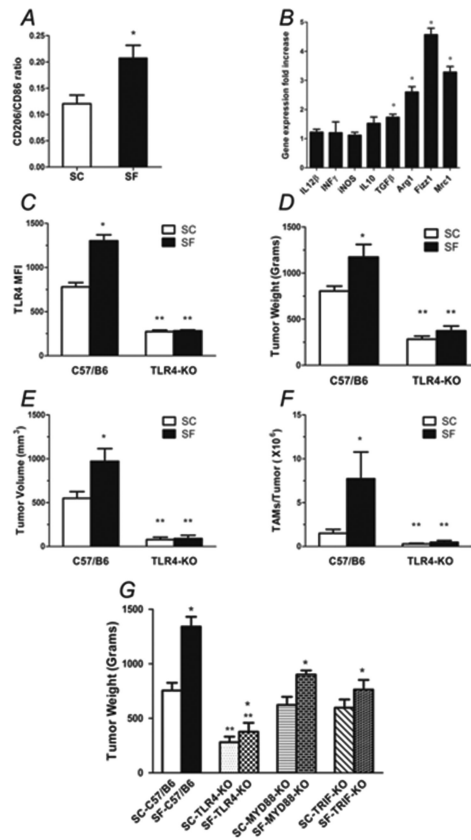 A
CD206/CD86 ratio
0.25
0.20
0.15
0.10
0.05
0.00
*
SC
SF
B
Gene expression fold increase
5
4
3
2
1
0
* * * *
IL12β
INFγ
iNOS
IL10
TGFβ
Arg1
Fizz1
Mrc1
C
TLR4 MFI
1500
1000
500
0
SC
SF
*
** **
C57/B6
TLR4-KO
D
Tumor Weight (Grams)
1500
1000
500
0
SC
SF
*
** **
C57/B6
TLR4-KO
E
Tumor Volume (mm3)
1500
1000
500
0
SC
SF
*
** **
C57/B6
TLR4-KO
F
TAMs/Tumor (X10⁶)
15
10
5
0
SC
SF
*
** **
C57/B6
TLR4-KO
G
Tumor Weight (Grams)
1500
1000
500
0
*
**
*
**
*
*
SC-C57/B6
SF-C57/B6
SC-TLR4-KO
SF-TLR4-KO
SC-MYD88-KO
SF-MYD88-KO
SC-TRIF-KO
SF-TRIF-KO